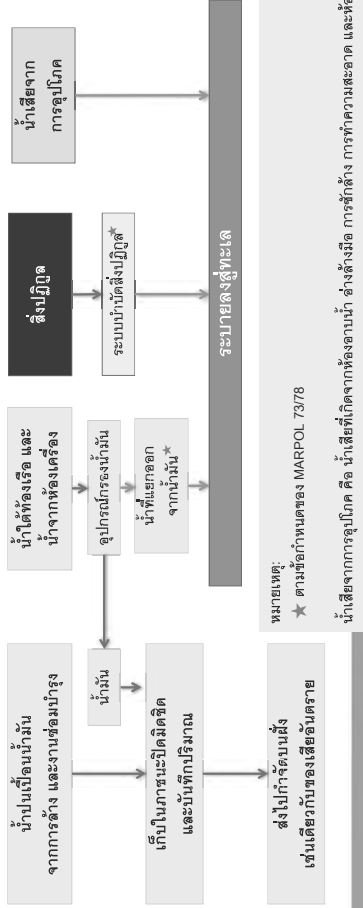 น้ำปนเปื้อนน้ำมัน
จากการล้าง และงานซ่อมบำรุง
น้ำใต้ท้องเรือ และ
น้ำจากห้องเครื่อง
สิ่งปฏิกูล
น้ำเสียจาก
การอุปโภค
น้ำมัน
อุปกรณ์กรองน้ำมัน
ระบบบำบัดสิ่งปฏิกูล★
เก็บในภาชนะปิดมิดชิด
และบันทึกปริมาณ
น้ำที่แยกออก
จากน้ำมัน★
ส่งไปกำจัดบนฝั่ง
เช่นเดียวกับของเสียอันตราย
ระบายลงสู่ทะเล
หมายเหตุ:
★ ตามข้อกำหนดของ MARPOL 73/78
น้ำเสียจากการอุปโภค คือ น้ำเสียที่เกิดจากห้องอาบน้ำ อ่างล้างมือ การซักล้าง การทำความสะอาด และห้อ